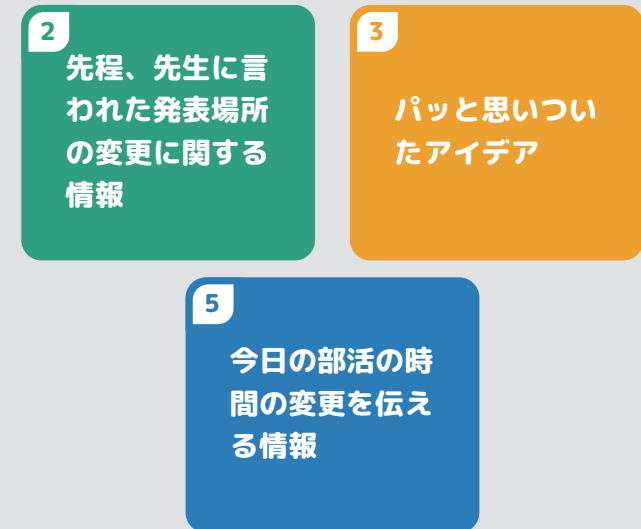 2
先程、先生に言
われた発表場所
の変更に関する
情報
3
パッと思いつい
たアイデア
5
今日の部活の時
間の変更を伝え
る情報